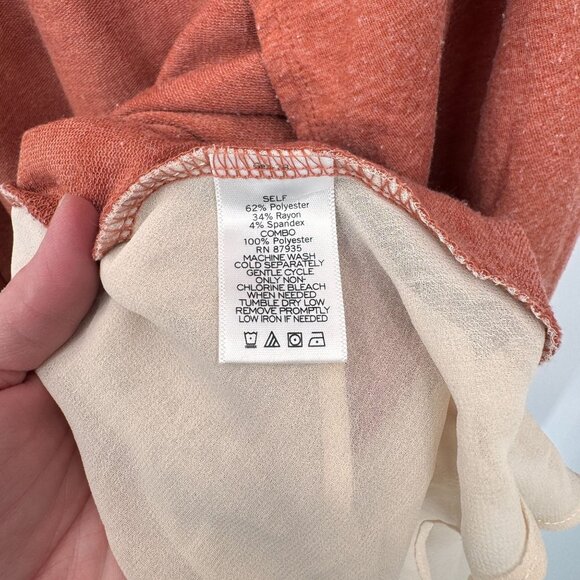 SELF
62% Polyester
34% Rayon
4% Spandex
COMBO
100% Polyester
RN 87935
MACHINE WASH
COLD SEPARATELY
GENTLE CYCLE
ONLY NON-
CHLORINE BLEACH
WHEN NEEDED
TUMBLE DRY LOW
REMOVE PROMPTLY
LOW IRON IF NEEDED